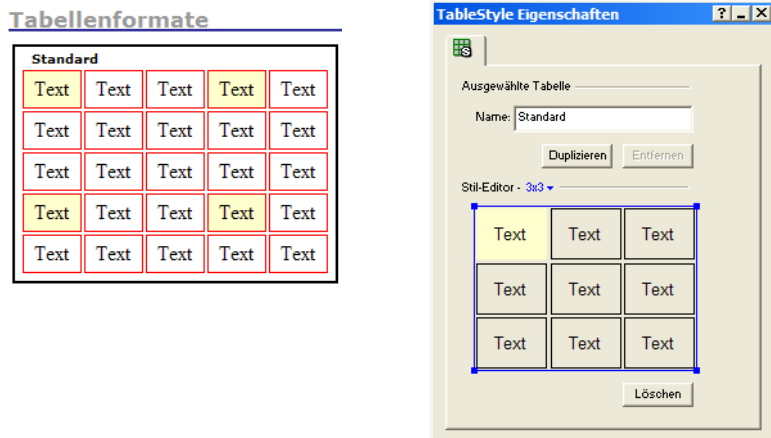 Tabellenformate
Standard
Text Text Text Text Text
Text Text Text Text Text
Text Text Text Text Text
Text Text Text Text Text
Text Text Text Text Text
TableStyle Eigenschaften
S
Ausgewählte Tabelle
Name: Standard
Duplizieren Entfernen
Stil-Editor - 3x3
Text Text Text
Text Text Text
Text Text Text
Löschen